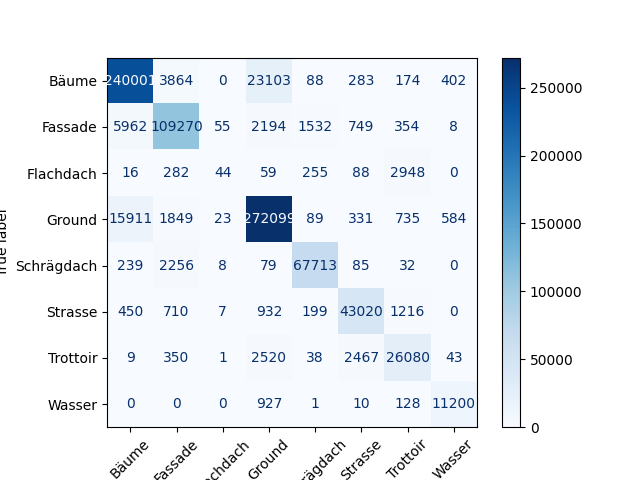 Bäume 240001 3864 0 23103 88 283 174 402
Fassade 5962 109270 55 2194 1532 749 354 8
Flachdach 16 282 44 59 255 88 2948 0
Ground 15911 1849 23 272099 89 331 735 584
Schrägdach 239 2256 8 79 67713 85 32 0
Strasse 450 710 7 932 199 43020 1216 0
Trottoir 9 350 1 2520 38 2467 26080 43
Wasser 0 0 0 927 1 10 128 11200
Bäume Fassade Ground Strasse Trottoir Wasser
250000
200000
150000
100000
50000
0
label